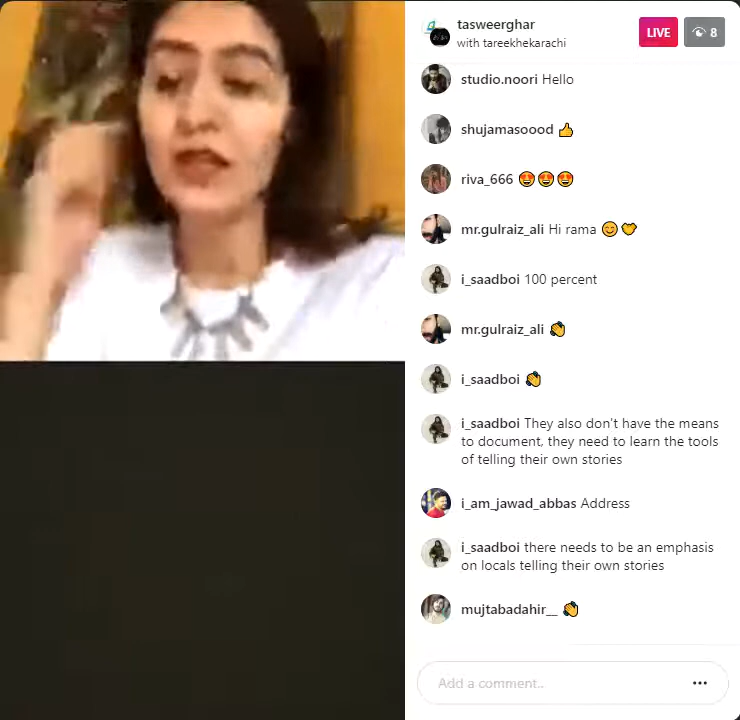 tasweerghar
with tareekhekarachi
LIVE
8
studio.noori Hello
shujamasoood 👍
riva_666 😍😍😍
mr.gulraiz_ali Hi rama 😊
i_saadboi 100 percent
mr.gulraiz_ali 👏
i_saadboi 👏
i_saadboi They also don't have the means
to document, they need to learn the tools
of telling their own stories
i_am_jawad_abbas Address
i_saadboi there needs to be an emphasis
on locals telling their own stories
mujtabadahir__ 👏
Add a comment..